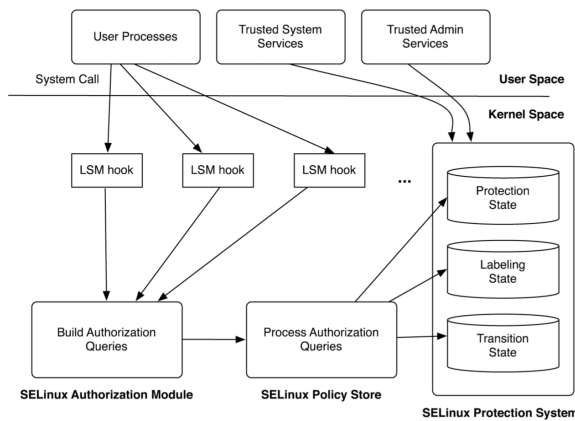 User Processes
Trusted System
Services
Trusted Admin
Services
System Call
User Space
Kernel Space
LSM hook
LSM hook
LSM hook
...
Protection
State
Labeling
State
Transition
State
Build Authorization
Queries
Process Authorization
Queries
SELinux Authorization Module
SELinux Policy Store
SELinux Protection System